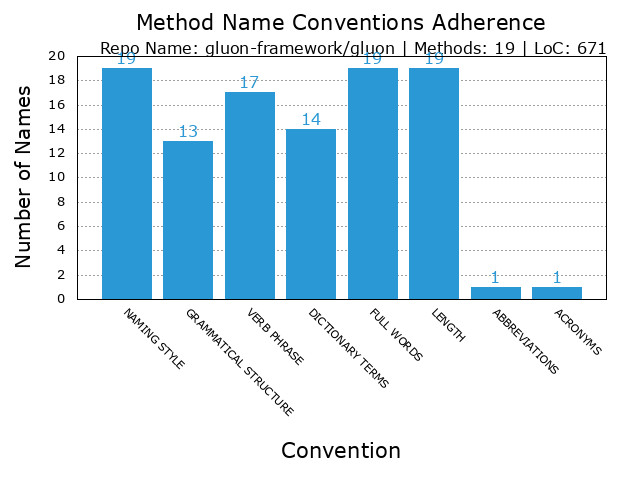 Method Name Conventions Adherence
Repo Name: gluon-framework/gluon | Methods: 19 | LoC: 671
Number of Names
20
18
16
14
12
10
8
6
4
2
0
19
13
17
14
19
19
1
1
NAMING STYLE
GRAMMATICAL STRUCTURE
VERB PHRASE
DICTIONARY TERMS
FULL WORDS
LENGTH
ABBREVIATIONS
ACRONYMS
Convention